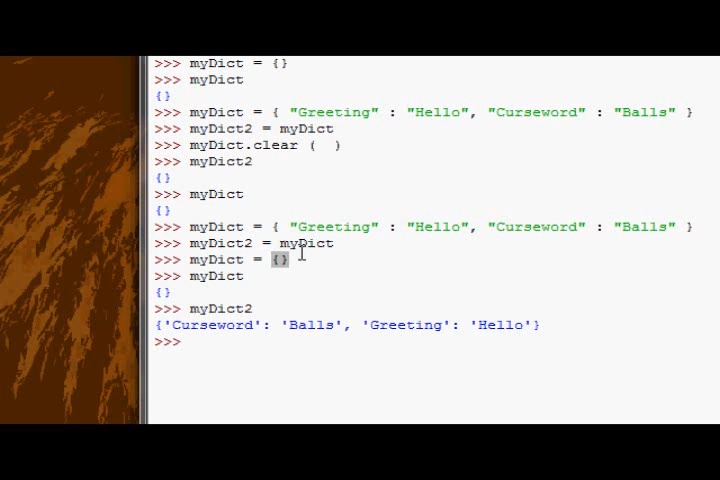 >>> myDict = {}
>>> myDict
{}
>>> myDict = { "Greeting" : "Hello", "Curseword" : "Balls" }
>>> myDict2 = myDict
>>> myDict.clear (  )
>>> myDict2
{}
>>> myDict
{}
>>> myDict = { "Greeting" : "Hello", "Curseword" : "Balls" }
>>> myDict2 = myDict
>>> myDict = {}
>>> myDict
{}
>>> myDict2
{'Curseword': 'Balls', 'Greeting': 'Hello'}
>>>